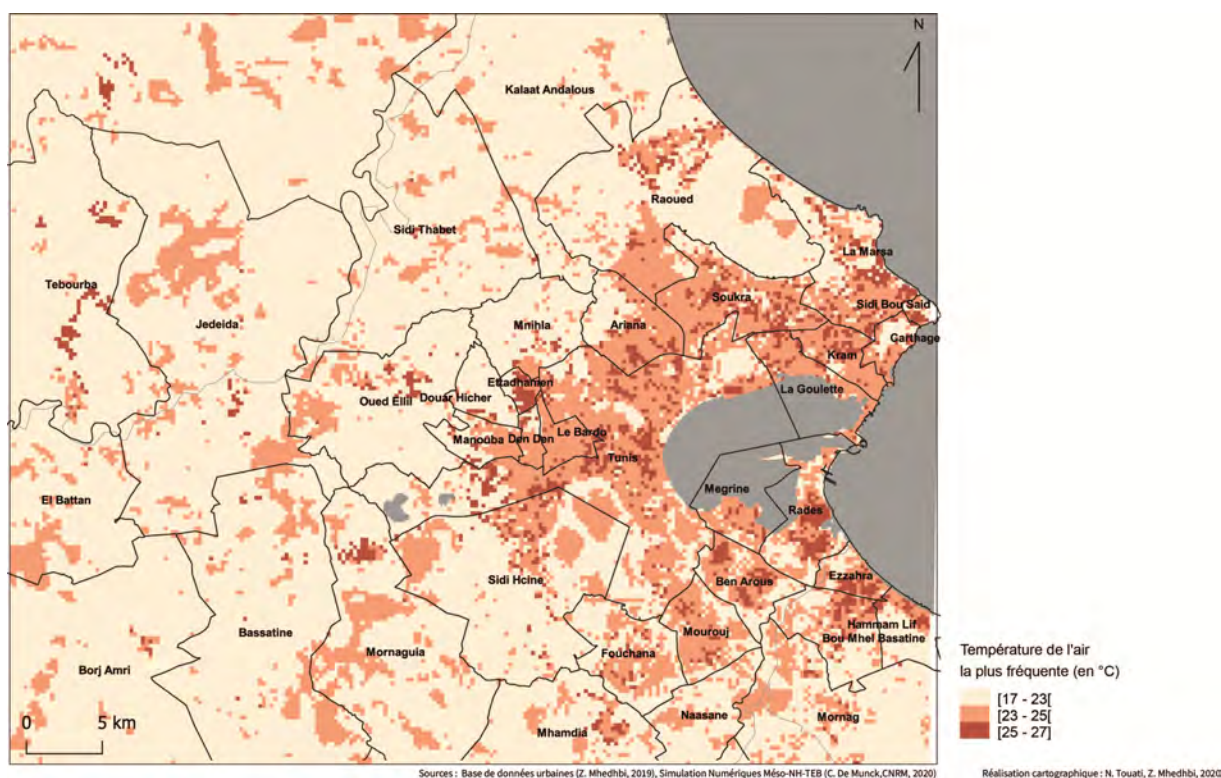 N
Kalaat Andalous
Raoued
Sidi Thabet
La Marsa
Tebourba
Soukra
Sidi Bou Said
Jedeida
Mnihla
Ariana
Carthage
Kram
Ettadhamen
La Goulette
Oued Ellil
Douar Hicher
Le Bardo
Manouba
Den Den
Tunis
Megrine
El Battan
Rades
Sidi Hcine
Ben Arous
Ezzahra
Bassatine
Mourouj
Hammam Lif
Bou Mhel Basatine
Mornaguia
Fouchana
Borj Amri
Naasane
Mornag
Mhamdia
0 5 km
Température de l'air
la plus fréquente (en °C)
[17 - 23[
[23 - 25[
[25 - 27]
Sources : Base de données urbaines (Z. Mhedhbi, 2019), Simulation Numériques Méso-NH-TEB (C. De Munck,CNRM, 2020)
Réalisation cartographique : N. Touati, Z. Mhedhbi, 2020